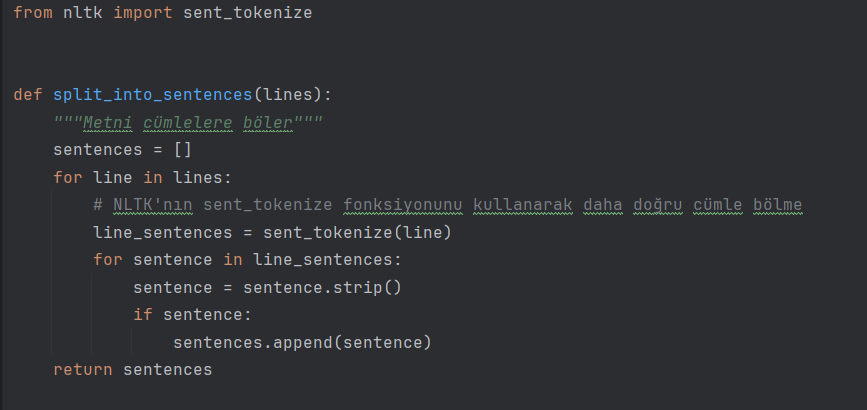 from nltk import sent_tokenize
def split_into_sentences(lines):
    """Metni cümlelere böler"""
    sentences = []
    for line in lines:
        # NLTK'nın sent_tokenize fonksiyonunu kullanarak daha doğru cümle bölme
        line_sentences = sent_tokenize(line)
        for sentence in line_sentences:
            sentence = sentence.strip()
            if sentence:
                sentences.append(sentence)
    return sentences